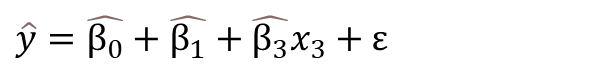 ŷ = β̂₀ + β̂₁ + β̂₃x₃ + ε